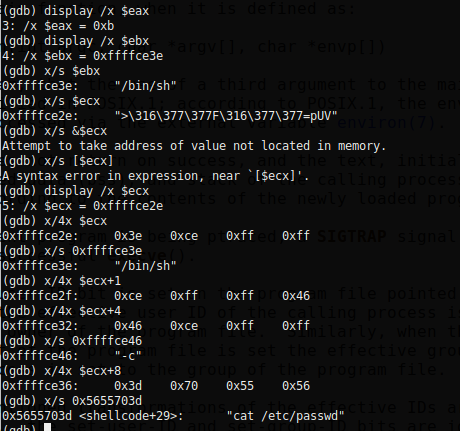 (gdb) display /x $eax
3: /x $eax = 0xb
(gdb) display /x $ebx
4: /x $ebx = 0xffffce3e
(gdb) x/s $ebx
0xffffce3e: "/bin/sh"
(gdb) x/s $ecx
0xffffce2e: ">\316\377\377F\316\377\377=pUV"
(gdb) x/s &$ecx
Attempt to take address of value not located in memory.
(gdb) x/s [$ecx]
A syntax error in expression, near `[$ecx]'.
(gdb) display /x $ecx
5: /x $ecx = 0xffffce2e
(gdb) x/4x $ecx
0xffffce2e: 0x3e 0xce 0xff 0xff
(gdb) x/s 0xffffce3e
0xffffce3e: "/bin/sh"
(gdb) x/4x $ecx+1
0xffffce2f: 0xce 0xff 0xff 0x46
(gdb) x/4x $ecx+4
0xffffce32: 0x46 0xce 0xff 0xff
(gdb) x/s 0xffffce46
0xffffce46: "-c"
(gdb) x/4x $ecx+8
0xffffce36: 0x3d 0x70 0x55 0x56
(gdb) x/s 0x5655703d
0x5655703d <shellcode+29>: "cat /etc/passwd"
(gdb)